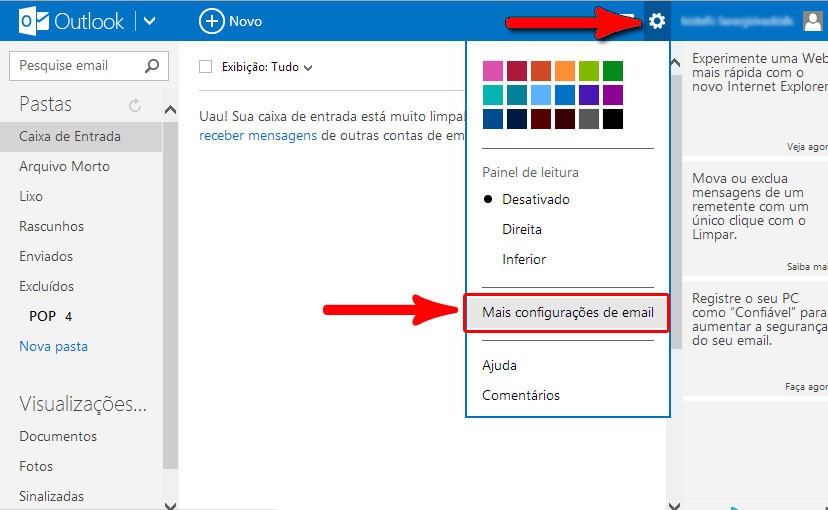 Outlook
Novo
Pesquise email
Pastas
Caixa de Entrada
Arquivo Morto
Lixo
Rascunhos
Enviados
Excluídos
POP 4
Nova pasta
Visualizações...
Documentos
Fotos
Sinalizadas
Exibição: Tudo
Uau! Sua caixa de entrada está muito limpa!
receber mensagens de outras contas de em
Painel de leitura
Desativado
Direita
Inferior
Mais configurações de email
Ajuda
Comentários
Experimente uma Web
mais rápida com o
novo Internet Explorer
Veja agor
Mova ou exclua
mensagens de um
remetente com um
único clique com o
Limpar.
Saiba mai
Registre o seu PC
como “Confiável” para
aumentar a segurança
do seu email.
Faça agor